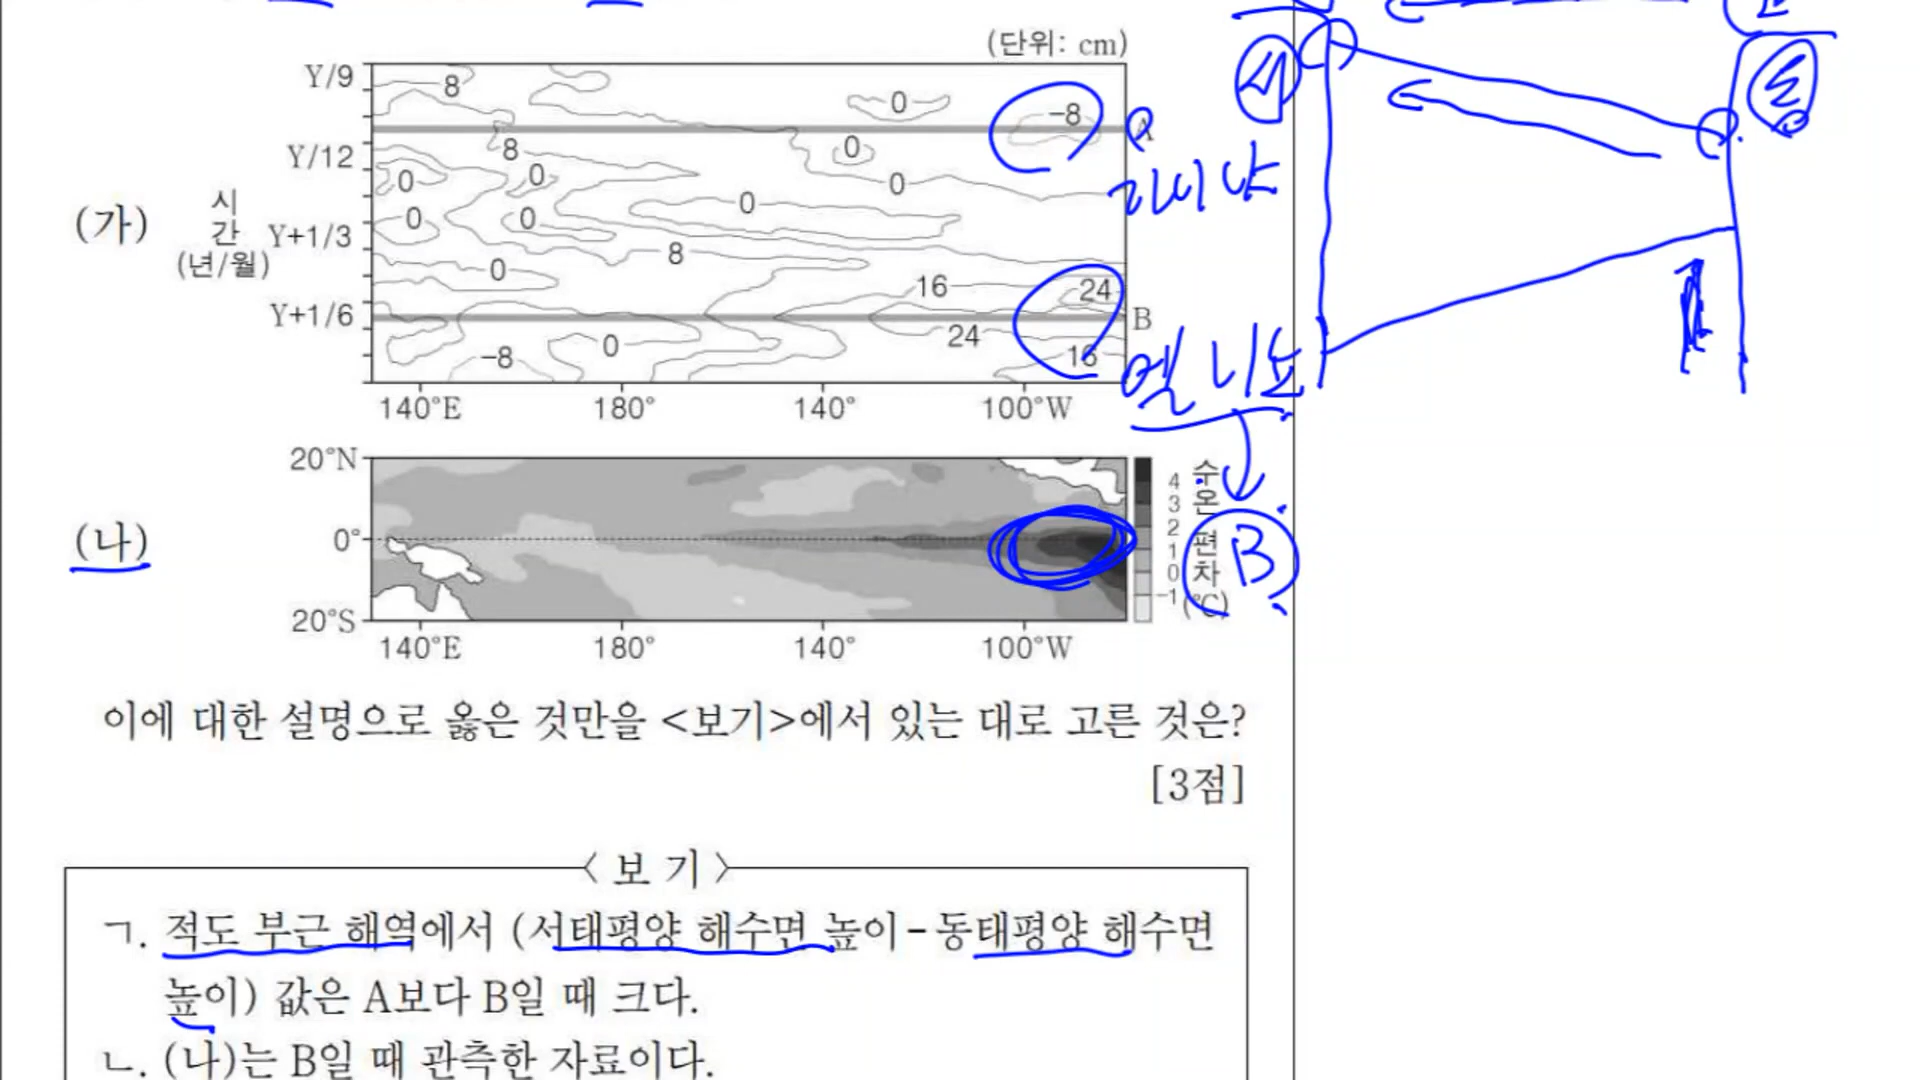 (단위: cm)
Y/9
8
0
-8
A
Y/12
8
0
라니냐
0
0
0
(가)
시간
(년/월)
0
0
0
Y+1/3
8
0
16
24
Y+1/6
B
24
-8
0
16
엘니뇨
140°E 180° 140° 100°W
서
동
20°N
(나)
0°
20°S
4
3
2
1
0
-1
수온편차(℃)
B
140°E 180° 140° 100°W
이에 대한 설명으로 옳은 것만을 <보기>에서 있는 대로 고른 것은?
[3점]
<보 기>
ㄱ. 적도 부근 해역에서 (서태평양 해수면 높이-동태평양 해수면
높이) 값은 A보다 B일 때 크다.
ㄴ. (나)는 B일 때 관측한 자료이다.